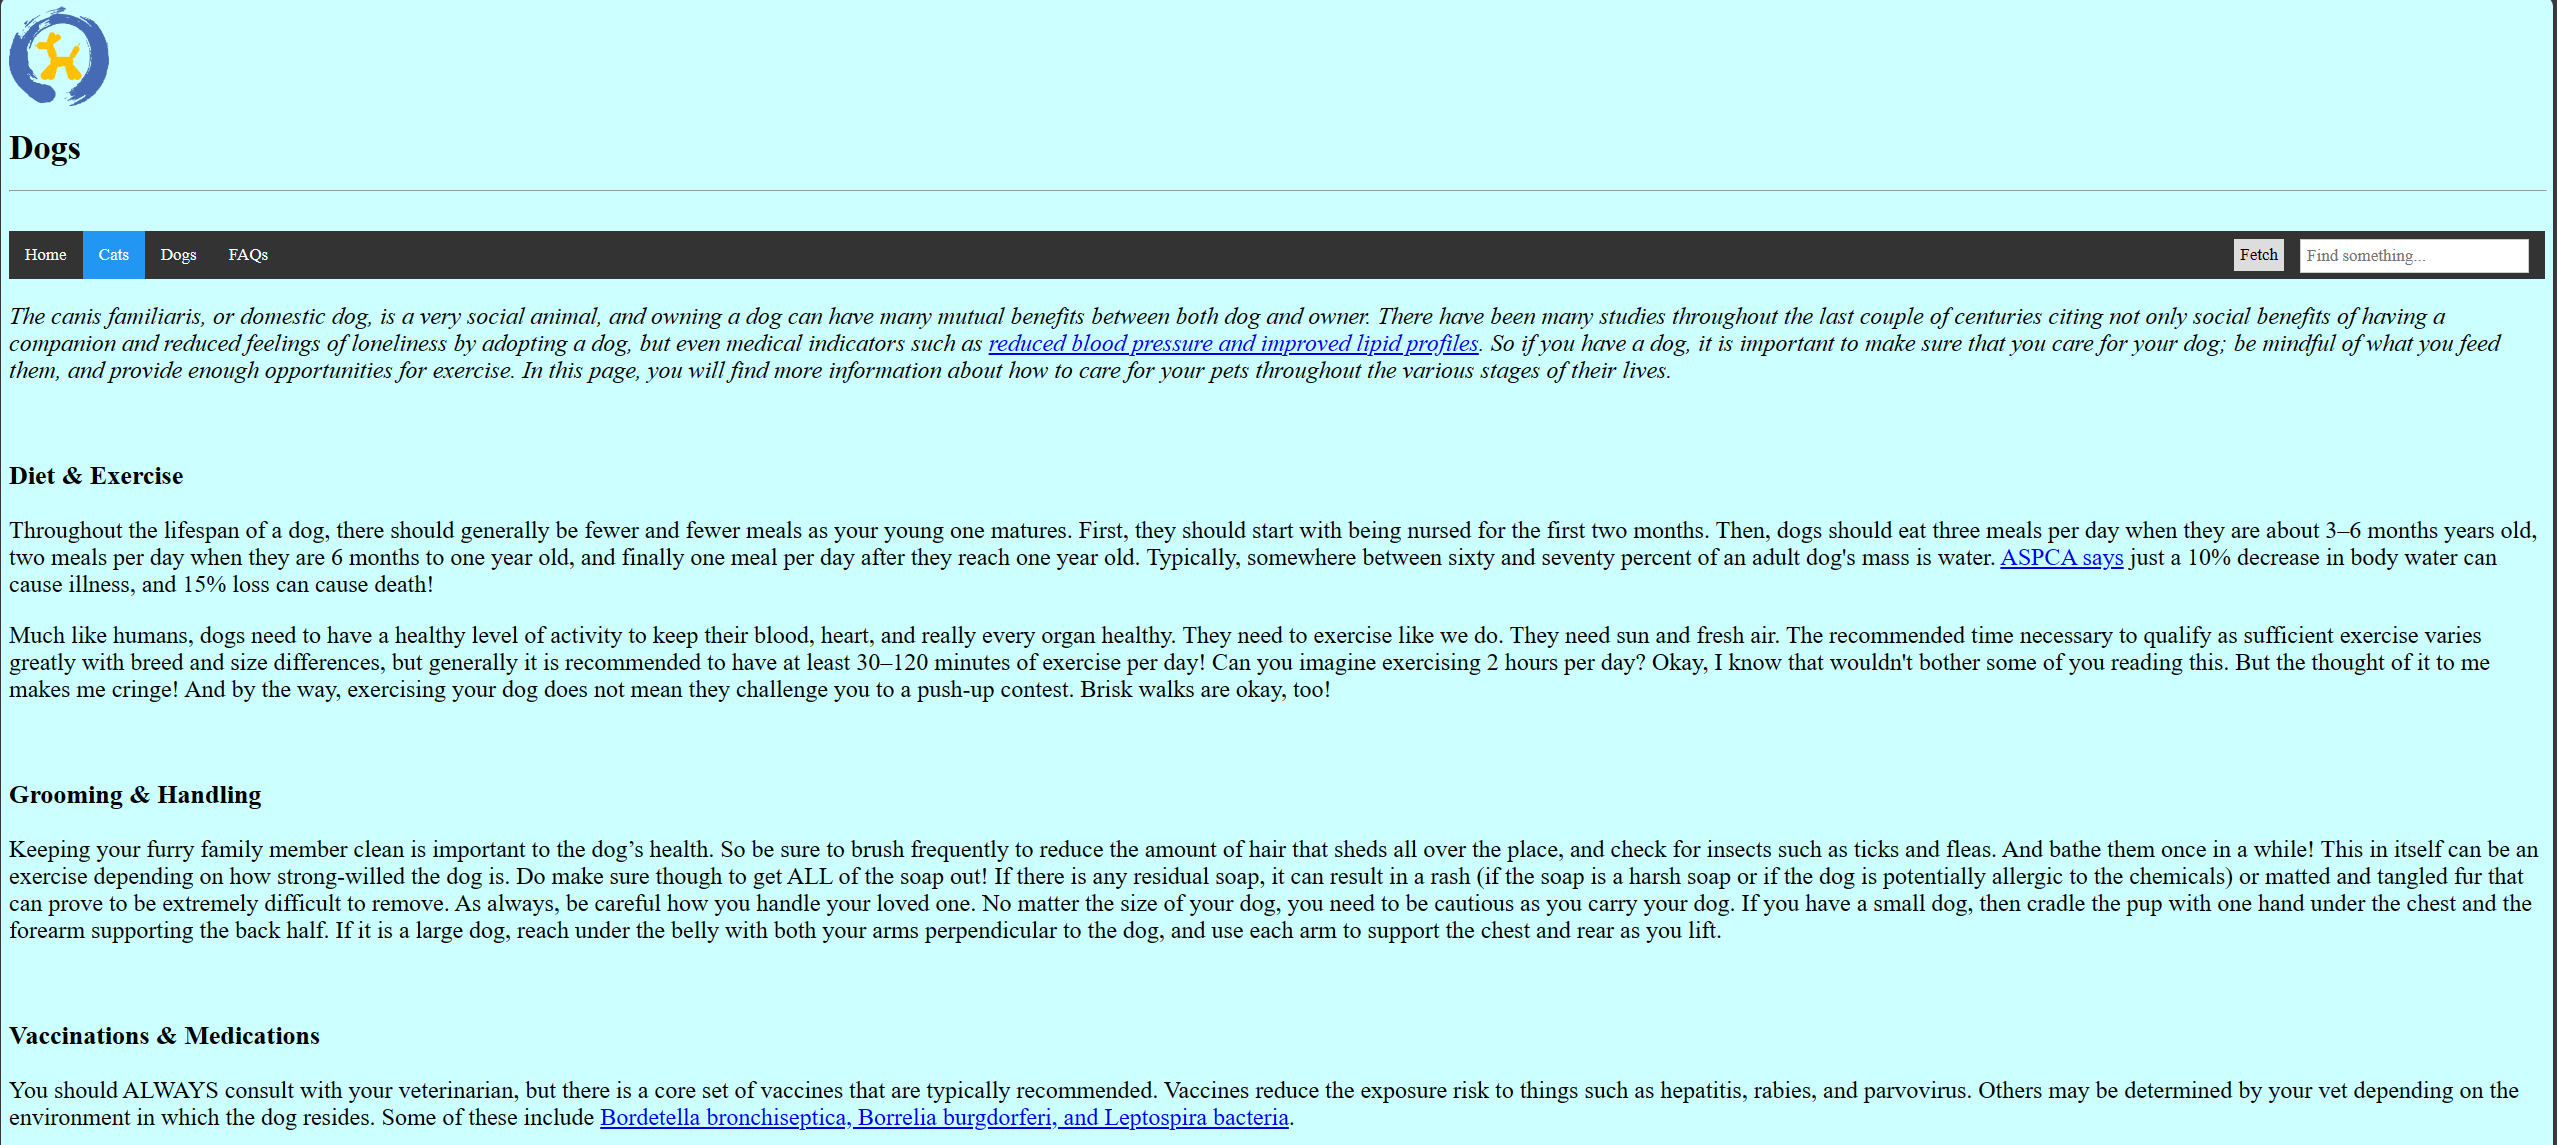 Dogs
Home Cats Dogs FAQs Fetch Find something...
The canis familiaris, or domestic dog, is a very social animal, and owning a dog can have many mutual benefits between both dog and owner. There have been many studies throughout the last couple of centuries citing not only social benefits of having a
companion and reduced feelings of loneliness by adopting a dog, but even medical indicators such as reduced blood pressure and improved lipid profiles. So if you have a dog, it is important to make sure that you care for your dog; be mindful of what you feed
them, and provide enough opportunities for exercise. In this page, you will find more information about how to care for your pets throughout the various stages of their lives.
Diet & Exercise
Throughout the lifespan of a dog, there should generally be fewer and fewer meals as your young one matures. First, they should start with being nursed for the first two months. Then, dogs should eat three meals per day when they are about 3–6 months years old,
two meals per day when they are 6 months to one year old, and finally one meal per day after they reach one year old. Typically, somewhere between sixty and seventy percent of an adult dog's mass is water. ASPCA says just a 10% decrease in body water can
cause illness, and 15% loss can cause death!
Much like humans, dogs need to have a healthy level of activity to keep their blood, heart, and really every organ healthy. They need to exercise like we do. They need sun and fresh air. The recommended time necessary to qualify as sufficient exercise varies
greatly with breed and size differences, but generally it is recommended to have at least 30–120 minutes of exercise per day! Can you imagine exercising 2 hours per day? Okay, I know that wouldn't bother some of you reading this. But the thought of it to me
makes me cringe! And by the way, exercising your dog does not mean they challenge you to a push-up contest. Brisk walks are okay, too!
Grooming & Handling
Keeping your furry family member clean is important to the dog’s health. So be sure to brush frequently to reduce the amount of hair that sheds all over the place, and check for insects such as ticks and fleas. And bathe them once in a while! This in itself can be an
exercise depending on how strong-willed the dog is. Do make sure though to get ALL of the soap out! If there is any residual soap, it can result in a rash (if the soap is a harsh soap or if the dog is potentially allergic to the chemicals) or matted and tangled fur that
can prove to be extremely difficult to remove. As always, be careful how you handle your loved one. No matter the size of your dog, you need to be cautious as you carry your dog. If you have a small dog, then cradle the pup with one hand under the chest and the
forearm supporting the back half. If it is a large dog, reach under the belly with both your arms perpendicular to the dog, and use each arm to support the chest and rear as you lift.
Vaccinations & Medications
You should ALWAYS consult with your veterinarian, but there is a core set of vaccines that are typically recommended. Vaccines reduce the exposure risk to things such as hepatitis, rabies, and parvovirus. Others may be determined by your vet depending on the
environment in which the dog resides. Some of these include Bordetella bronchiseptica, Borrelia burgdorferi, and Leptospira bacteria.